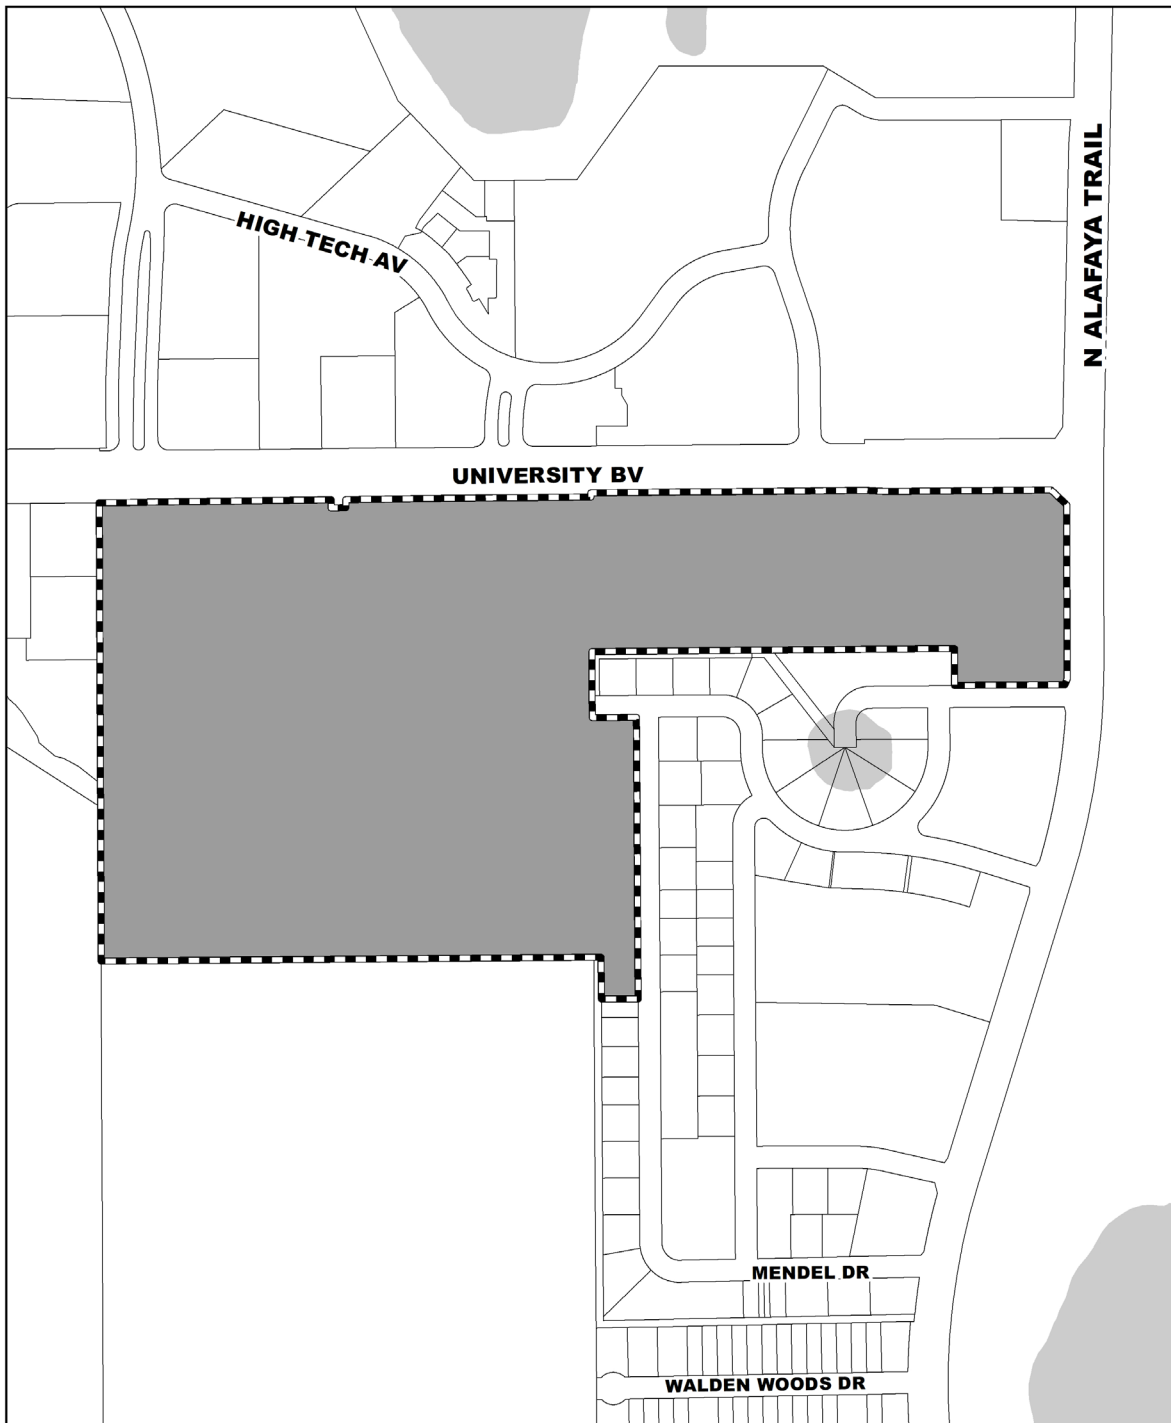 N ALAFAYA TRAIL
HIGH TECH AV
UNIVERSITY BV
MENDEL DR
WALDEN WOODS DR